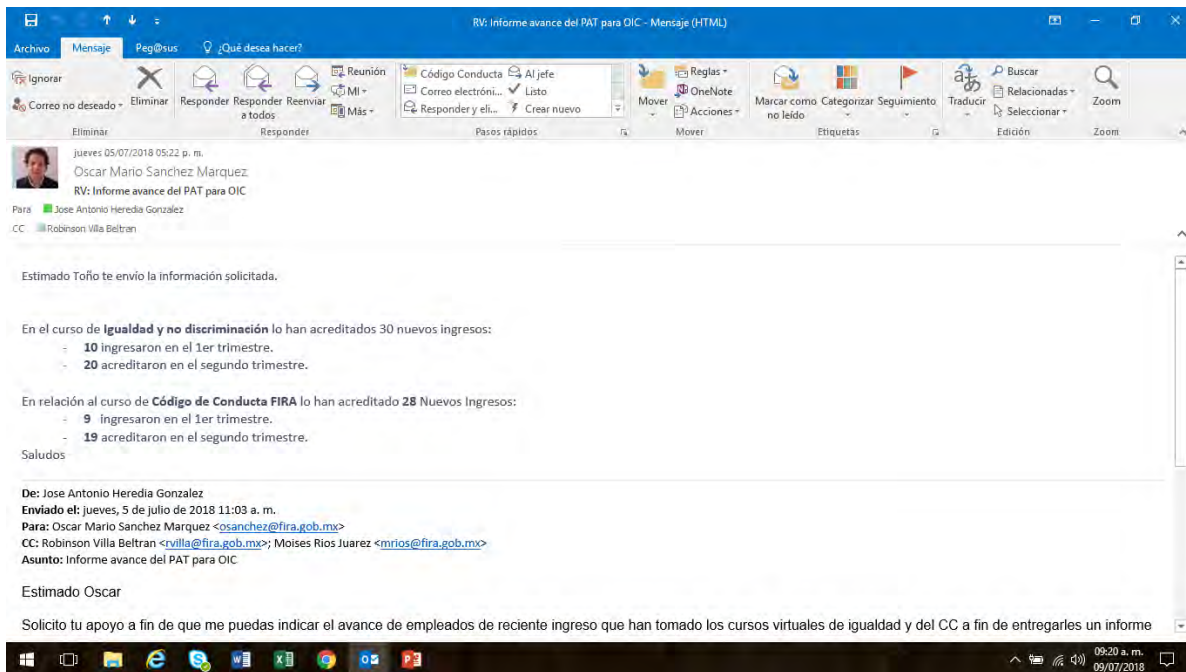 RV: Informe avance del PAT para OIC - Mensaje (HTML)
Archivo Mensaje Peg@sus ¿Qué desea hacer?
Ignorar
Correo no deseado
Eliminar
Responder Responder a todos Reenviar
Reunión
MI
Más
Código Conducta Al jefe
Correo electróni... Listo
Responder y eli... Crear nuevo
Mover
Reglas
OneNote
Acciones
Marcar como no leído Categorizar Seguimiento
Traducir
Buscar
Relacionadas
Seleccionar
Zoom
Eliminar Responder Pasos rápidos Mover Etiquetas Edición Zoom
jueves 05/07/2018 05:22 p. m.
Oscar Mario Sanchez Marquez
RV: Informe avance del PAT para OIC
Para Jose Antonio Heredia Gonzalez
CC Robinson Villa Beltran
Estimado Toño te envío la información solicitada.
En el curso de Igualdad y no discriminación lo han acreditados 30 nuevos ingresos:
- 10 ingresaron en el 1er trimestre.
- 20 acreditaron en el segundo trimestre.
En relación al curso de Código de Conducta FIRA lo han acreditado 28 Nuevos Ingresos:
- 9 ingresaron en el 1er trimestre.
- 19 acreditaron en el segundo trimestre.
Saludos
De: Jose Antonio Heredia Gonzalez
Enviado el: jueves, 5 de julio de 2018 11:03 a. m.
Para: Oscar Mario Sanchez Marquez <osanchez@fira.gob.mx>
CC: Robinson Villa Beltran <rvilla@fira.gob.mx>; Moises Rios Juarez <mrios@fira.gob.mx>
Asunto: Informe avance del PAT para OIC
Estimado Oscar
Solicito tu apoyo a fin de que me puedas indicar el avance de empleados de reciente ingreso que han tomado los cursos virtuales de igualdad y del CC a fin de entregarles un informe
09:20 a. m.
09/07/2018